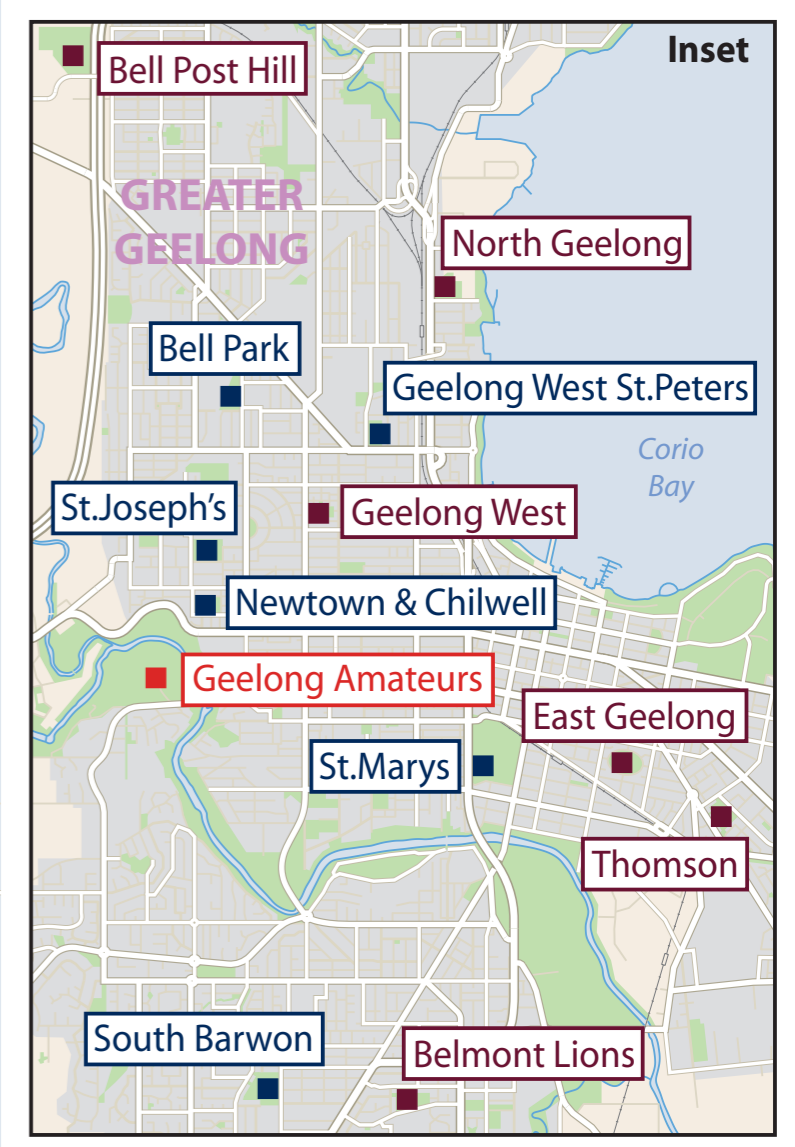 Inset
Bell Post Hill
GREATER
GEELONG
North Geelong
Bell Park
Geelong West St.Peters
Corio
Bay
St.Joseph's
Geelong West
Newtown & Chilwell
Geelong Amateurs
East Geelong
St.Marys
Thomson
South Barwon
Belmont Lions